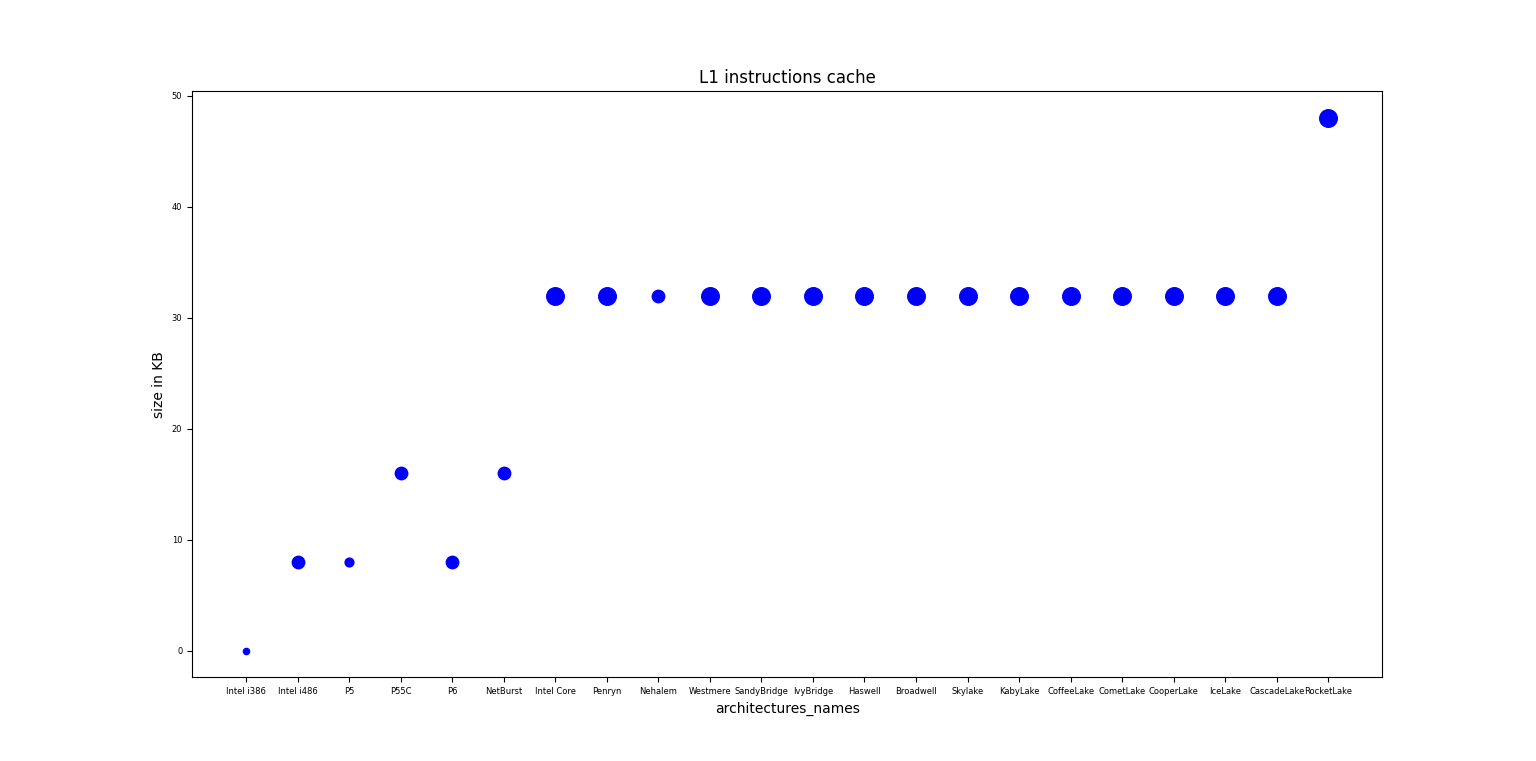 L1 instructions cache
50
40
30
20
10
0
size in KB
Intel i386 Intel i486 P5 P55C P6 NetBurst Intel Core Penryn Nehalem Westmere SandyBridge IvyBridge Haswell Broadwell Skylake KabyLake CoffeeLake CometLake CooperLake IceLake CascadeLake RocketLake
architectures_names